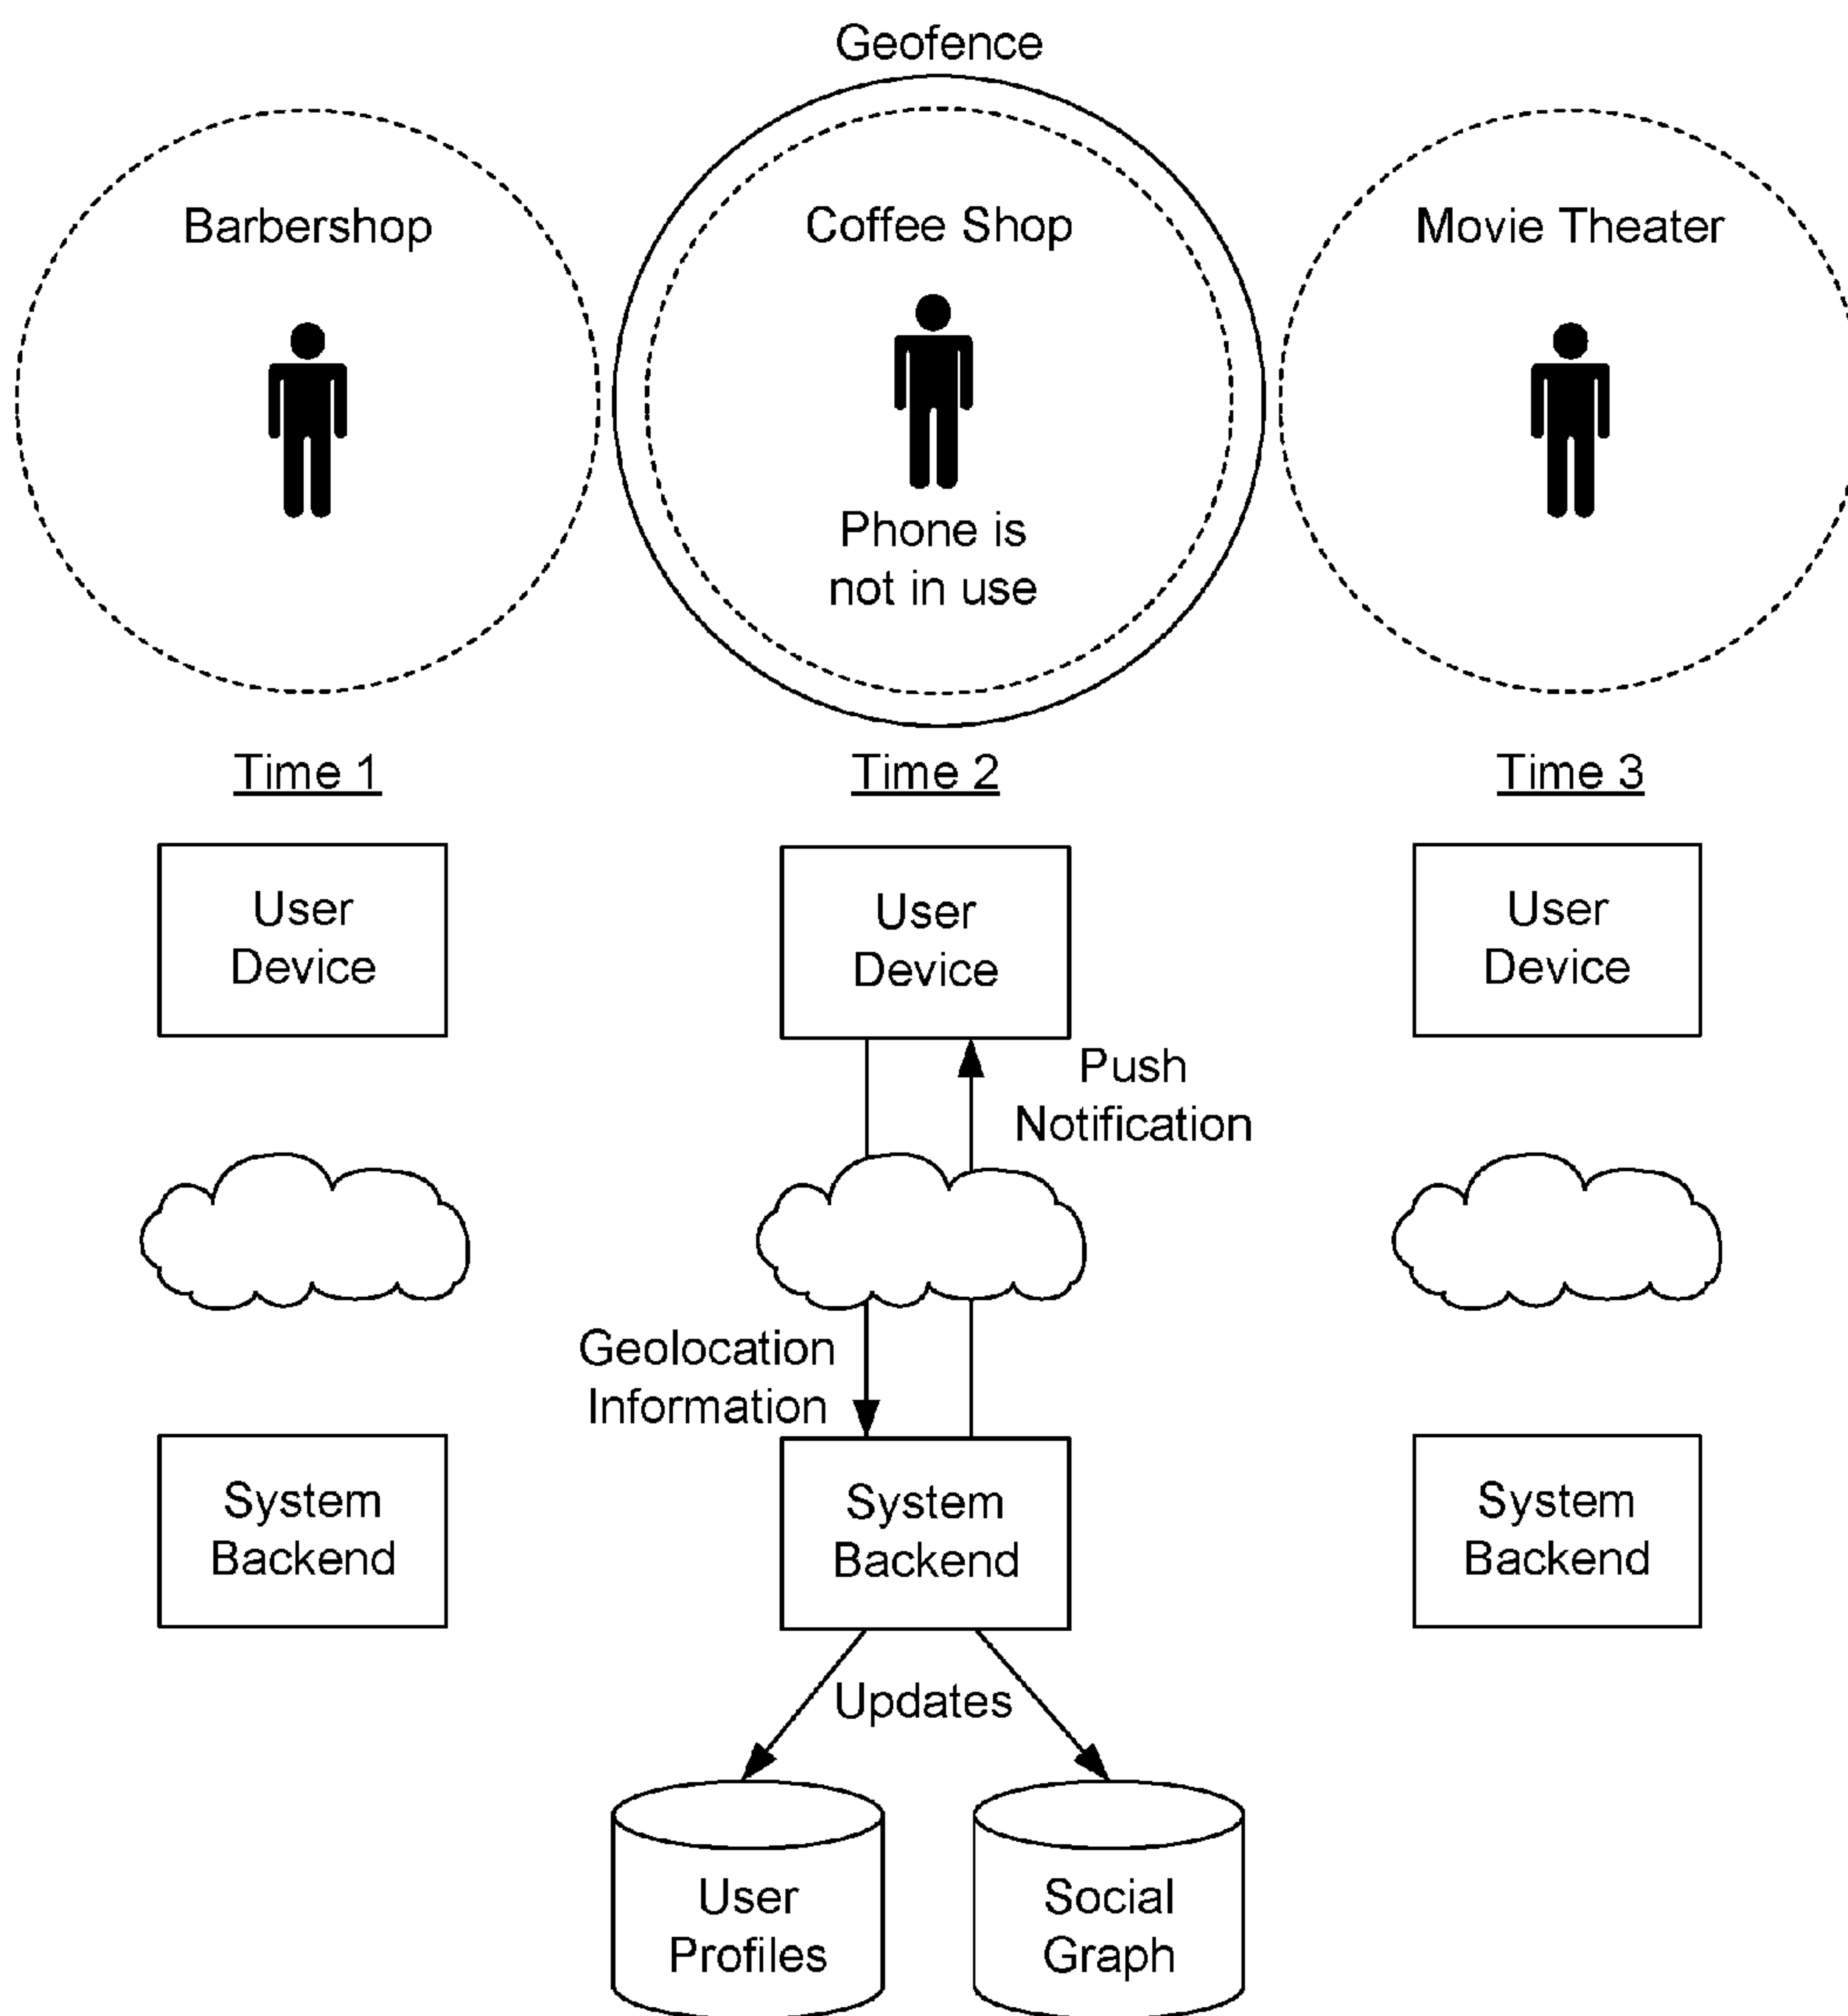 Geofence
Barbershop
Coffee Shop
Movie Theater
Phone is
not in use
Time 1
Time 2
Time 3
User
Device
User
Device
User
Device
Push
Notification
Geolocation
Information
System
Backend
System
Backend
System
Backend
Updates
User
Profiles
Social
Graph